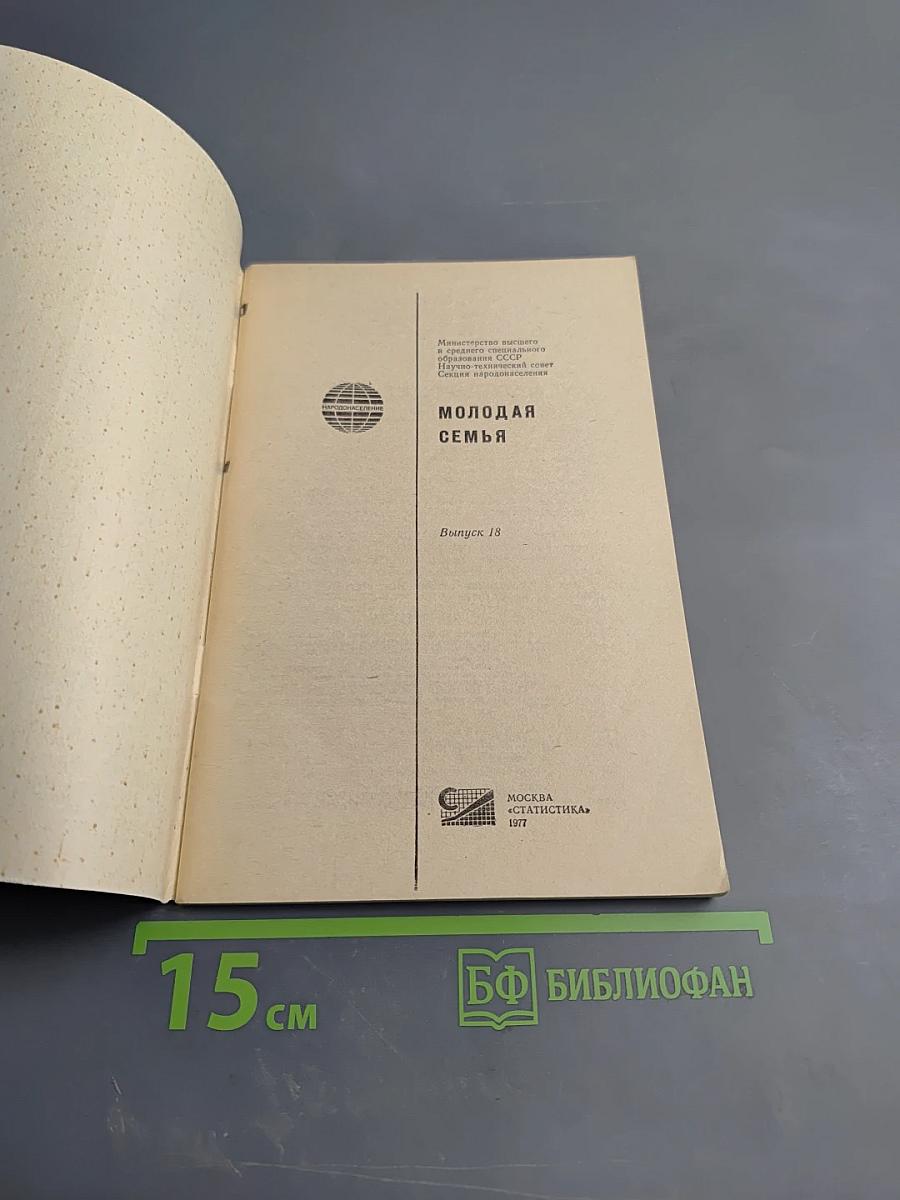 Министерство высшего
и среднего специального
образования СССР
Научно-технический совет
Секция народонаселения
НАРОДОНАСЕЛЕНИЕ
МОЛОДАЯ
СЕМЬЯ
Выпуск 18
МОСКВА
«СТАТИСТИКА»
1977
15 см
БФ БИБЛИОФАН